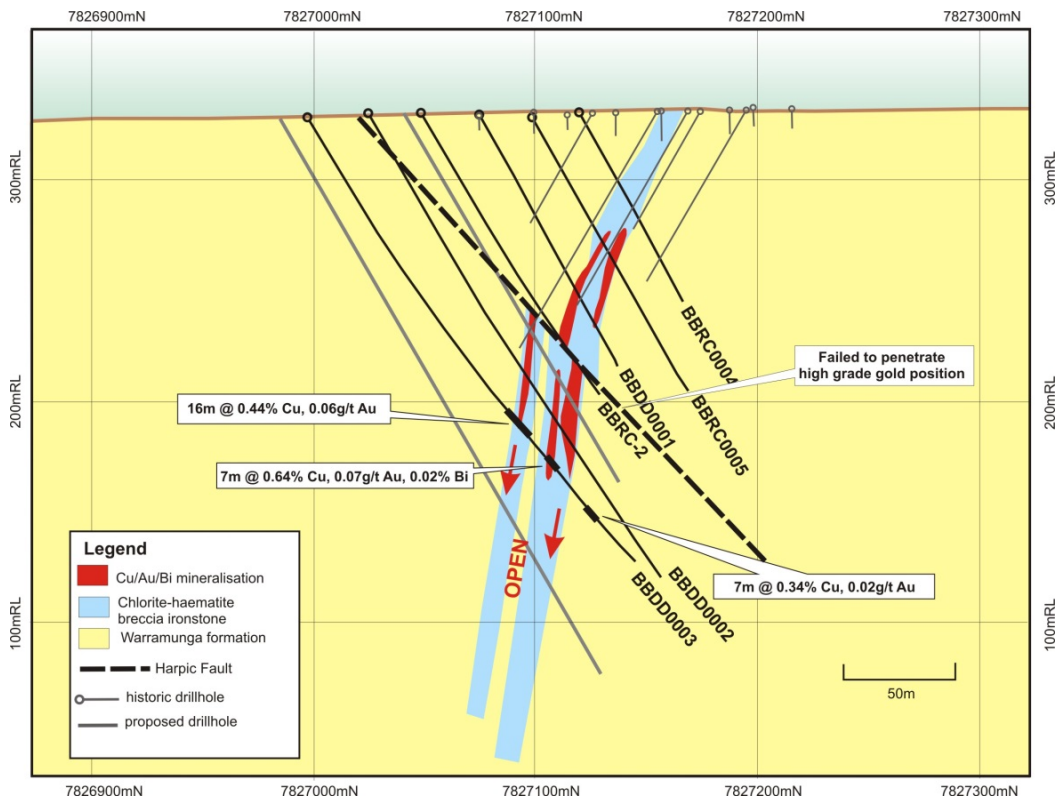 7826900mN
7827000mN
7827100mN
7827200mN
7827300mN
300mRL
300mRL
200mRL
200mRL
100mRL
100mRL
BBRC0004
Failed to penetrate
high grade gold position
BBDD0001
BBRC0005
BBRC-2
16m @ 0.44% Cu, 0.06g/t Au
7m @ 0.64% Cu, 0.07g/t Au, 0.02% Bi
OPEN
BBDD0002
BBDD0003
7m @ 0.34% Cu, 0.02g/t Au
Legend
Cu/Au/Bi mineralisation
Chlorite-haematite
breccia ironstone
Warramunga formation
Harpic Fault
historic drillhole
proposed drillhole
50m
7826900mN
7827000mN
7827100mN
7827200mN
7827300mN